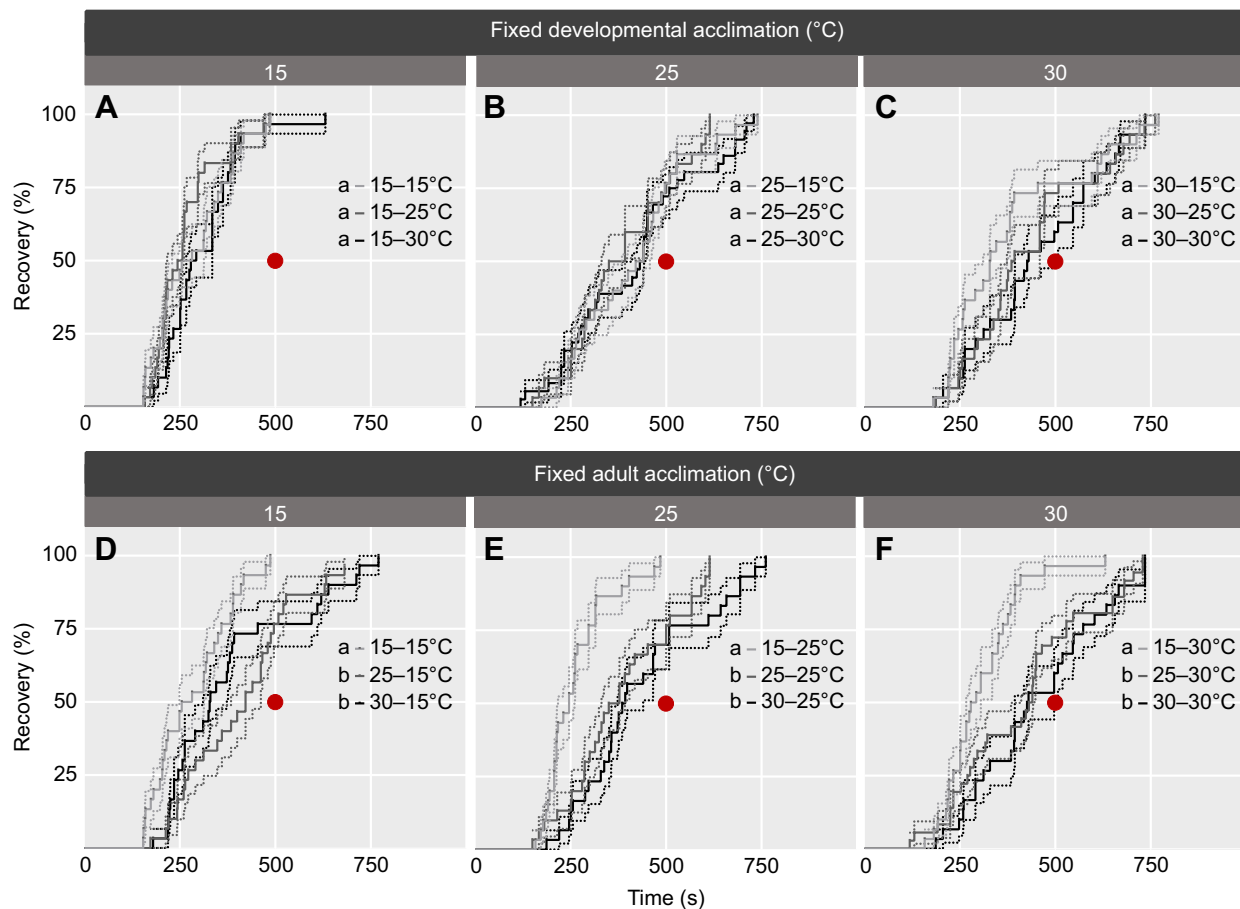 Fixed developmental acclimation (°C)
15 25 30
A B C
Recovery (%)
100
75
50
25
a – 15–15°C
a – 15–25°C
a – 15–30°C
a – 25–15°C
a – 25–25°C
a – 25–30°C
a – 30–15°C
a – 30–25°C
a – 30–30°C
0 250 500 750 0 250 500 750 0 250 500 750
Fixed adult acclimation (°C)
15 25 30
D E F
Recovery (%)
100
75
50
25
a – 15–15°C
b – 25–15°C
b – 30–15°C
a – 15–25°C
b – 25–25°C
b – 30–25°C
a – 15–30°C
b – 25–30°C
b – 30–30°C
0 250 500 750 0 250 500 750 0 250 500 750
Time (s)